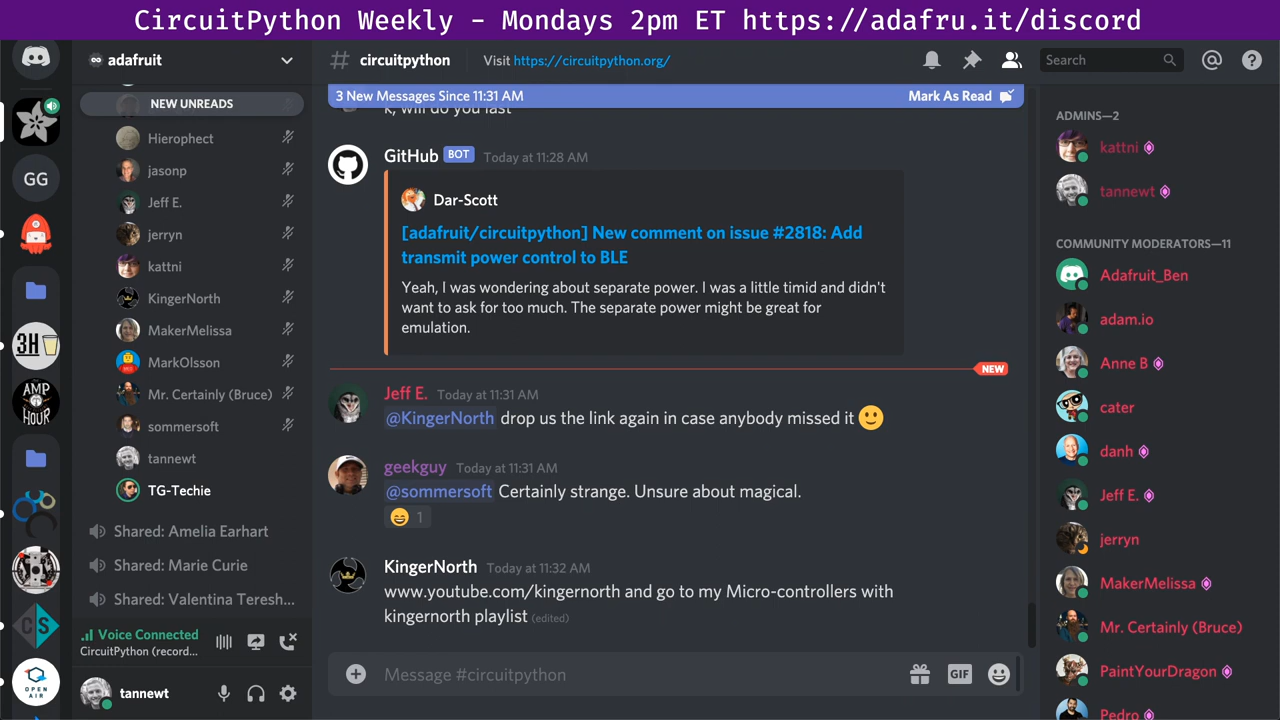 CircuitPython Weekly - Mondays 2pm ET https://adafru.it/discord
adafruit
NEW UNREADS
Hierophect
jasonp
Jeff E.
jerryn
kattni
KingerNorth
MakerMelissa
MarkOlsson
Mr. Certainly (Bruce)
sommersoft
tannewt
TG-Techie
Shared: Amelia Earhart
Shared: Marie Curie
Shared: Valentina Teresh...
Voice Connected
CircuitPython (record...
tannewt
GG
3H
THE
AMP
HOUR
CS
OPEN
AIR
# circuitpython
Visit https://circuitpython.org/
Search
3 New Messages Since 11:31 AM
Mark As Read
k, will do you last
GitHub BOT Today at 11:28 AM
Dar-Scott
[adafruit/circuitpython] New comment on issue #2818: Add
transmit power control to BLE
Yeah, I was wondering about separate power. I was a little timid and didn't
want to ask for too much. The separate power might be great for
emulation.
NEW
Jeff E. Today at 11:31 AM
@KingerNorth drop us the link again in case anybody missed it 🙂
geekguy Today at 11:31 AM
@sommersoft Certainly strange. Unsure about magical.
😄 1
KingerNorth Today at 11:32 AM
www.youtube.com/kingernorth and go to my Micro-controllers with
kingernorth playlist (edited)
Message #circuitpython
GIF
ADMINS—2
kattni
tannewt
COMMUNITY MODERATORS—11
Adafruit_Ben
adam.io
Anne B
cater
danh
Jeff E.
jerryn
MakerMelissa
Mr. Certainly (Bruce)
PaintYourDragon
Pedro